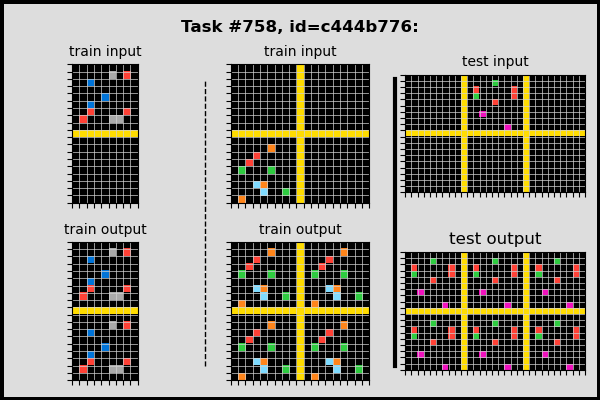 Task #758, id=c444b776:
train input
train input
test input
train output
train output
test output